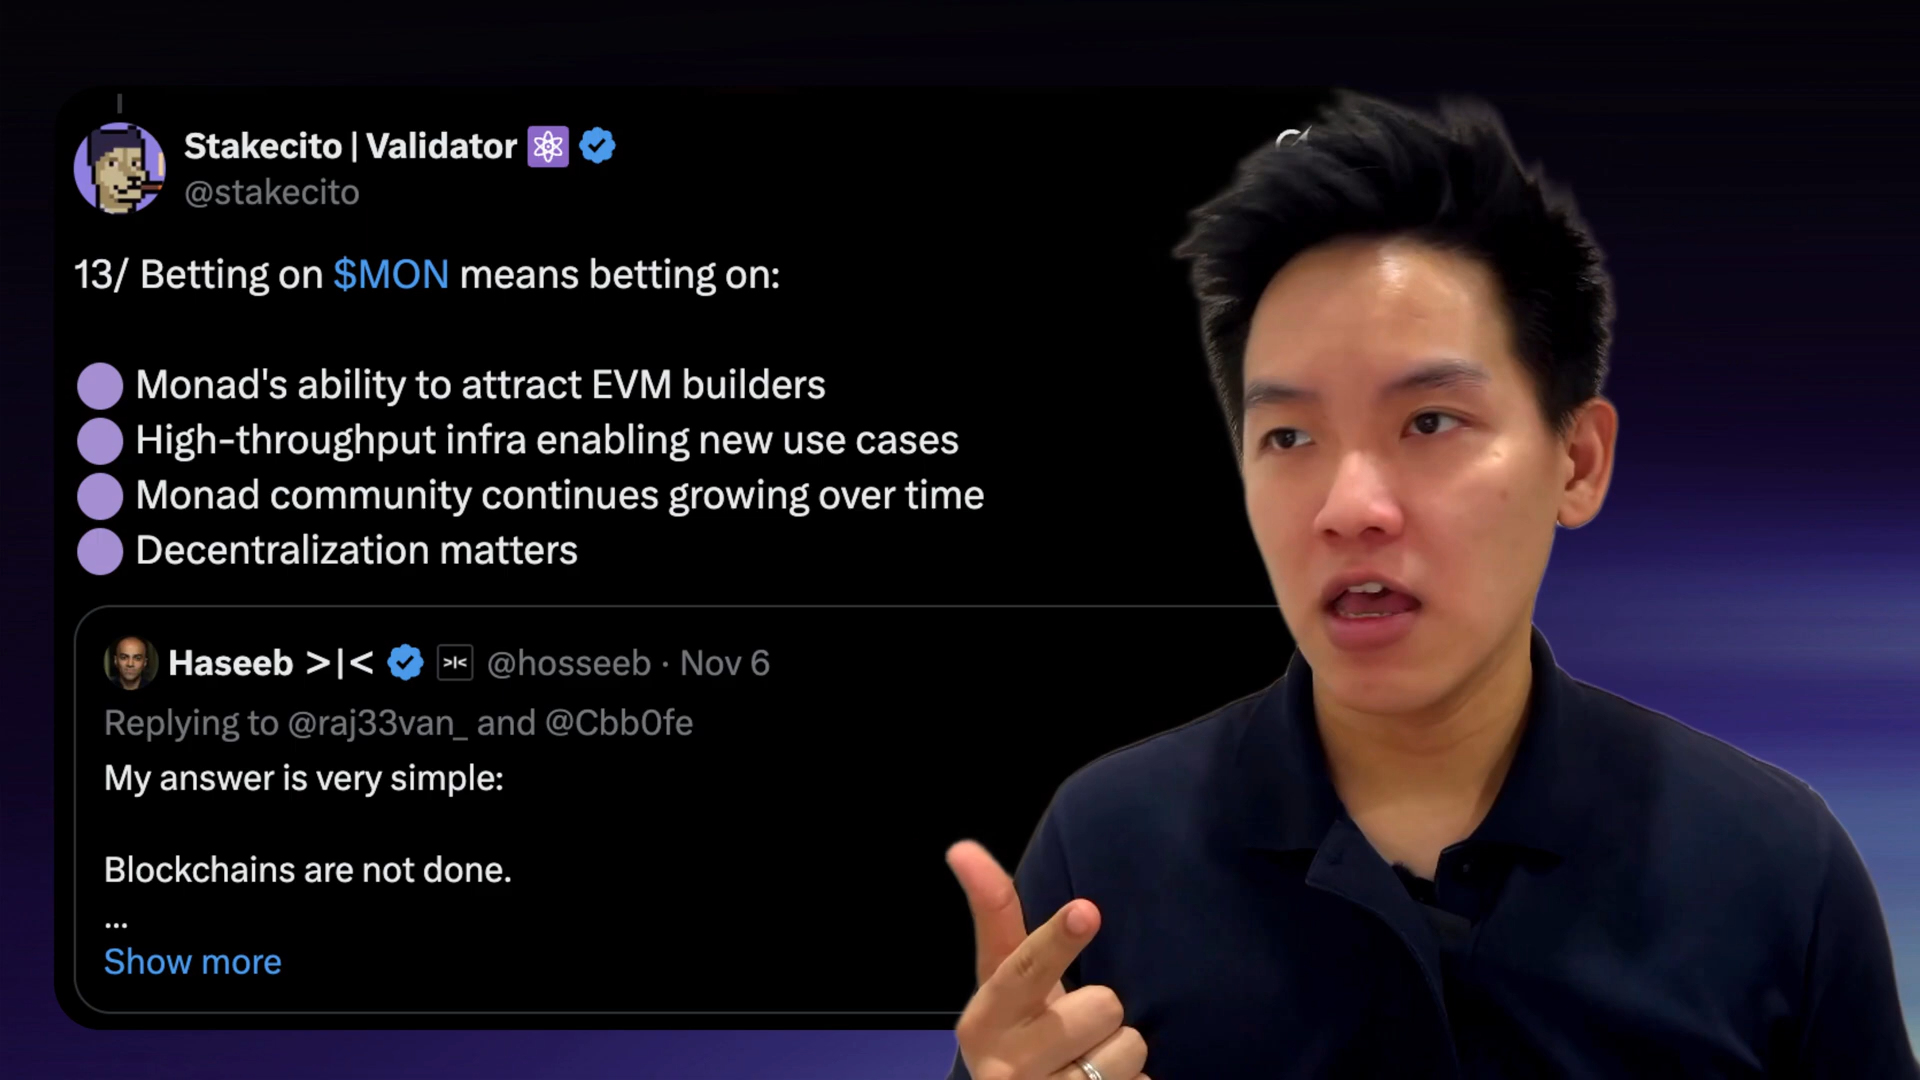 Stakecito | Validator
@stakecito
13/ Betting on $MON means betting on:
Monad's ability to attract EVM builders
High-throughput infra enabling new use cases
Monad community continues growing over time
Decentralization matters
Haseeb >|< >|< @hosseeb · Nov 6
Replying to @raj33van_ and @Cbb0fe
My answer is very simple:
Blockchains are not done.
...
Show more